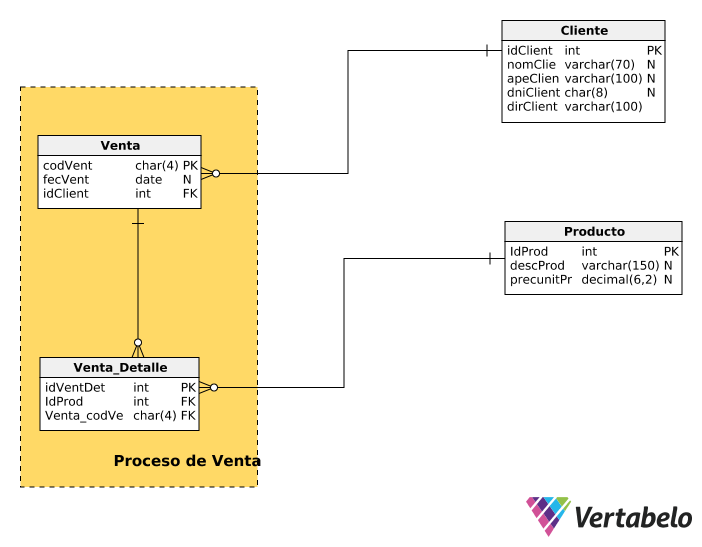 Cliente
idClient int PK
nomClie varchar(70) N
apeClien varchar(100) N
dniClient char(8) N
dirClient varchar(100)
Venta
codVent char(4) PK
fecVent date N
idClient int FK
Producto
IdProd int PK
descProd varchar(150) N
precunitPr decimal(6,2) N
Venta_Detalle
idVentDet int PK
IdProd int FK
Venta_codVe char(4) FK
Proceso de Venta
Vertabelo